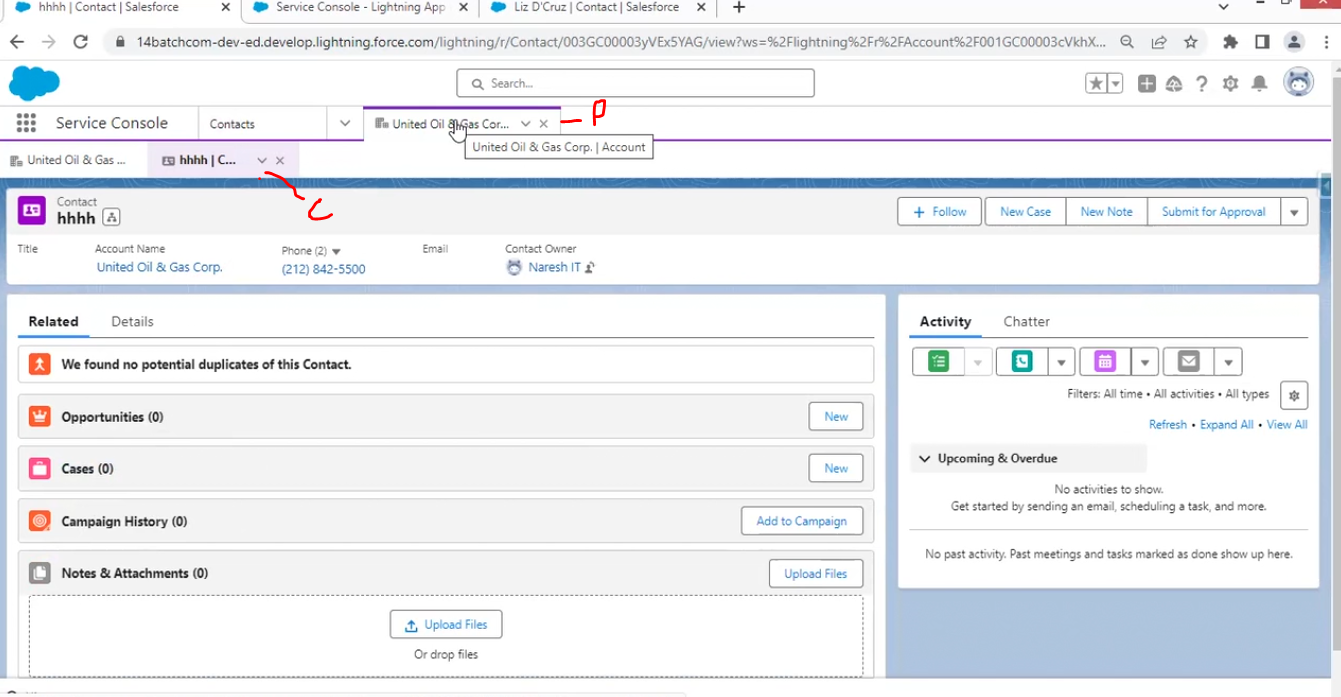 hhhh | Contact | Salesforce
Service Console - Lightning App
Liz D'Cruz | Contact | Salesforce
14batchcom-dev-ed.develop.lightning.force.com/lightning/r/Contact/003GC00003yVEx5YAG/view?ws=%2Flightning%2Fr%2FAccount%2F001GC00003cVkhX...
Search...
Service Console
Contacts
United Oil & Gas Cor...
P
United Oil & Gas Corp. | Account
United Oil & Gas ...
hhhh | C...
C
Contact
hhhh
Follow
New Case
New Note
Submit for Approval
Title
Account Name
Phone (2)
Email
Contact Owner
United Oil & Gas Corp.
(212) 842-5500
Naresh IT
Related
Details
We found no potential duplicates of this Contact.
Opportunities (0)
New
Cases (0)
New
Campaign History (0)
Add to Campaign
Notes & Attachments (0)
Upload Files
Upload Files
Or drop files
Activity
Chatter
Filters: All time • All activities • All types
Refresh • Expand All • View All
Upcoming & Overdue
No activities to show.
Get started by sending an email, scheduling a task, and more.
No past activity. Past meetings and tasks marked as done show up here.